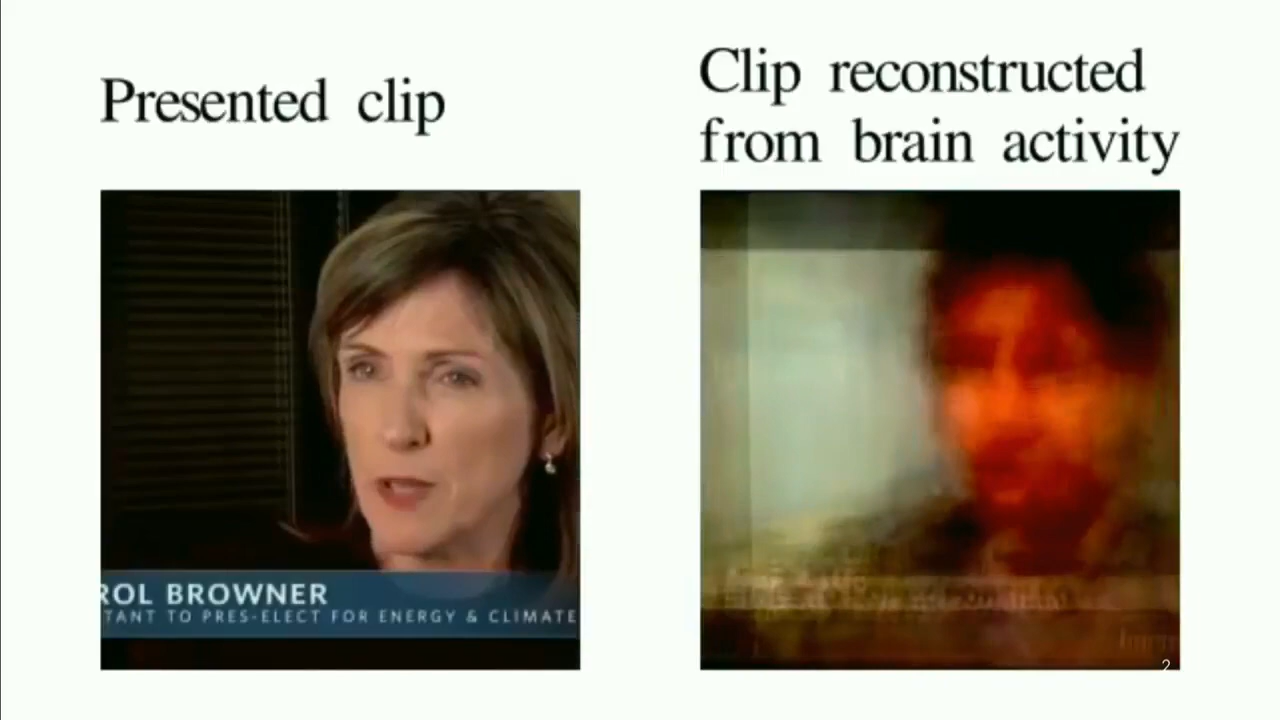 Presented clip
Clip reconstructed
from brain activity
ROL BROWNER
TANT TO PRES-ELECT FOR ENERGY & CLIMATE
2